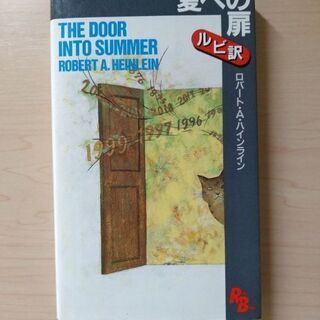 夏への扉
ルビ訳
ロバート・A・ハインライン
THE DOOR
INTO SUMMER
ROBERT A. HEINLEIN
1999
1997
1996
RB